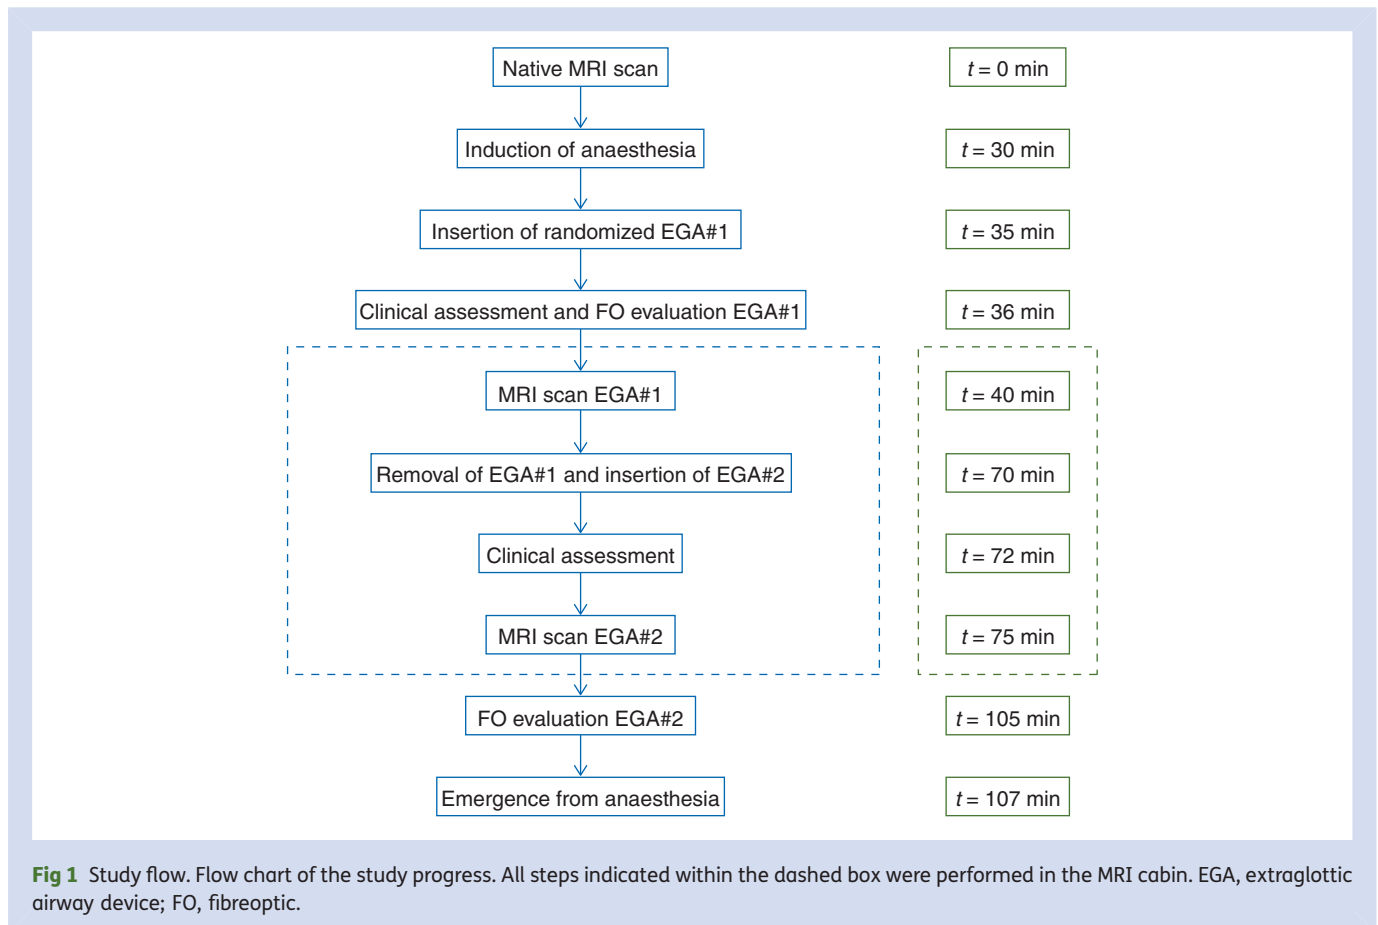 Native MRI scan
t = 0 min
Induction of anaesthesia
t = 30 min
Insertion of randomized EGA#1
t = 35 min
Clinical assessment and FO evaluation EGA#1
t = 36 min
MRI scan EGA#1
t = 40 min
Removal of EGA#1 and insertion of EGA#2
t = 70 min
Clinical assessment
t = 72 min
MRI scan EGA#2
t = 75 min
FO evaluation EGA#2
t = 105 min
Emergence from anaesthesia
t = 107 min
Fig 1 Study flow. Flow chart of the study progress. All steps indicated within the dashed box were performed in the MRI cabin. EGA, extraglottic
airway device; FO, fibreoptic.